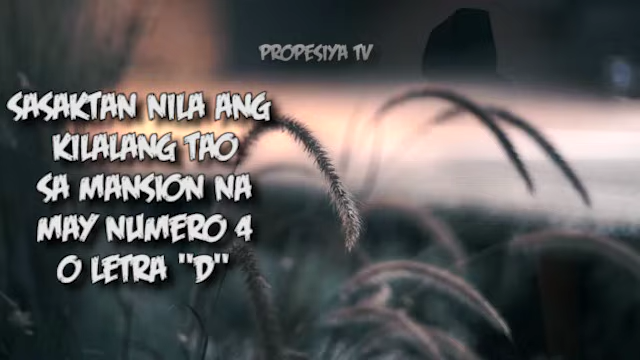 PROPESIYA TV
SASAKTAN NILA ANG
KILALANG TAO
SA MANSION NA
MAY NUMERO 4
O LETRA "D"